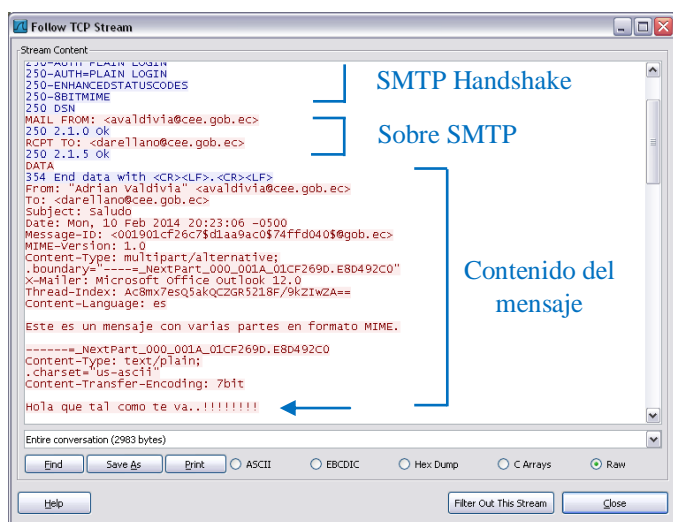 Follow TCP Stream
Stream Content
250-AUTH PLAIN LOGIN
250-AUTH=PLAIN LOGIN
250-ENHANCEDSTATUSCODES
250-8BITMIME
250 DSN
SMTP Handshake
MAIL FROM: <avaldivia@cee.gob.ec>
250 2.1.0 Ok
RCPT TO: <darellano@cee.gob.ec>
250 2.1.5 Ok
Sobre SMTP
DATA
354 End data with <CR><LF>.<CR><LF>
From: "Adrian Valdivia" <avaldivia@cee.gob.ec>
To: <darellano@cee.gob.ec>
Subject: Saludo
Date: Mon, 10 Feb 2014 20:23:06 -0500
Message-ID: <001901cf26c7$d1aa9ac0$74ffd040$@gob.ec>
MIME-Version: 1.0
Content-Type: multipart/alternative;
.boundary="----=_NextPart_000_001A_01CF269D.E8D492C0"
X-Mailer: Microsoft Office Outlook 12.0
Thread-Index: Ac8mx7esQ5akQCZGR5218F/9kZIwZA==
Content-Language: es
Contenido del
mensaje
Este es un mensaje con varias partes en formato MIME.
------=_NextPart_000_001A_01CF269D.E8D492C0
Content-Type: text/plain;
.charset="us-ascii"
Content-Transfer-Encoding: 7bit
Hola que tal como te va..!!!!!!!!
Entire conversation (2983 bytes)
Find Save As Print ASCII EBCDIC Hex Dump C Arrays Raw
Help Filter Out This Stream Close